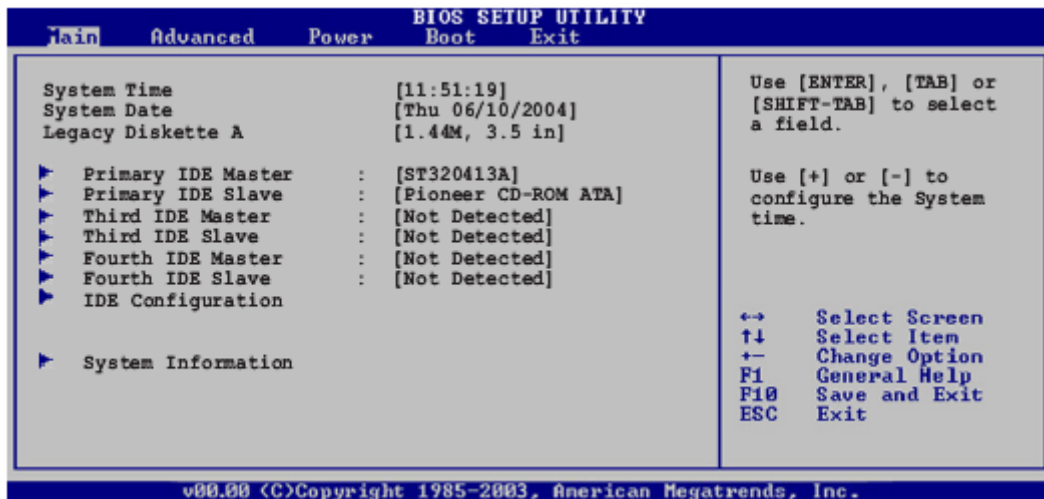 BIOS SETUP UTILITY
Main Advanced Power Boot Exit
System Time [11:51:19]
System Date [Thu 06/10/2004]
Legacy Diskette A [1.44M, 3.5 in]
Primary IDE Master : [ST320413A]
Primary IDE Slave : [Pioneer CD-ROM ATA]
Third IDE Master : [Not Detected]
Third IDE Slave : [Not Detected]
Fourth IDE Master : [Not Detected]
Fourth IDE Slave : [Not Detected]
IDE Configuration
System Information
Use [ENTER], [TAB] or
[SHIFT-TAB] to select
a field.
Use [+] or [-] to
configure the System
time.
←→ Select Screen
↑↓ Select Item
+- Change Option
F1 General Help
F10 Save and Exit
ESC Exit
v00.00 (C)Copyright 1985-2003, American Megatrends, Inc.